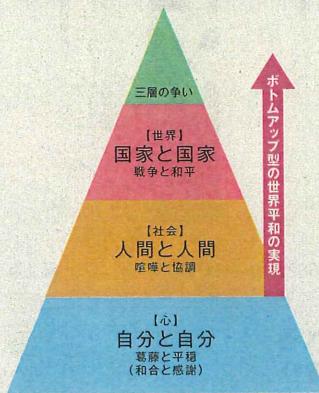 三層の争い
【世界】
国家と国家
戦争と和平
【社会】
人間と人間
喧嘩と協調
【心】
自分と自分
葛藤と平穏
(和合と感謝)
ボトムアップ型の世界平和の実現